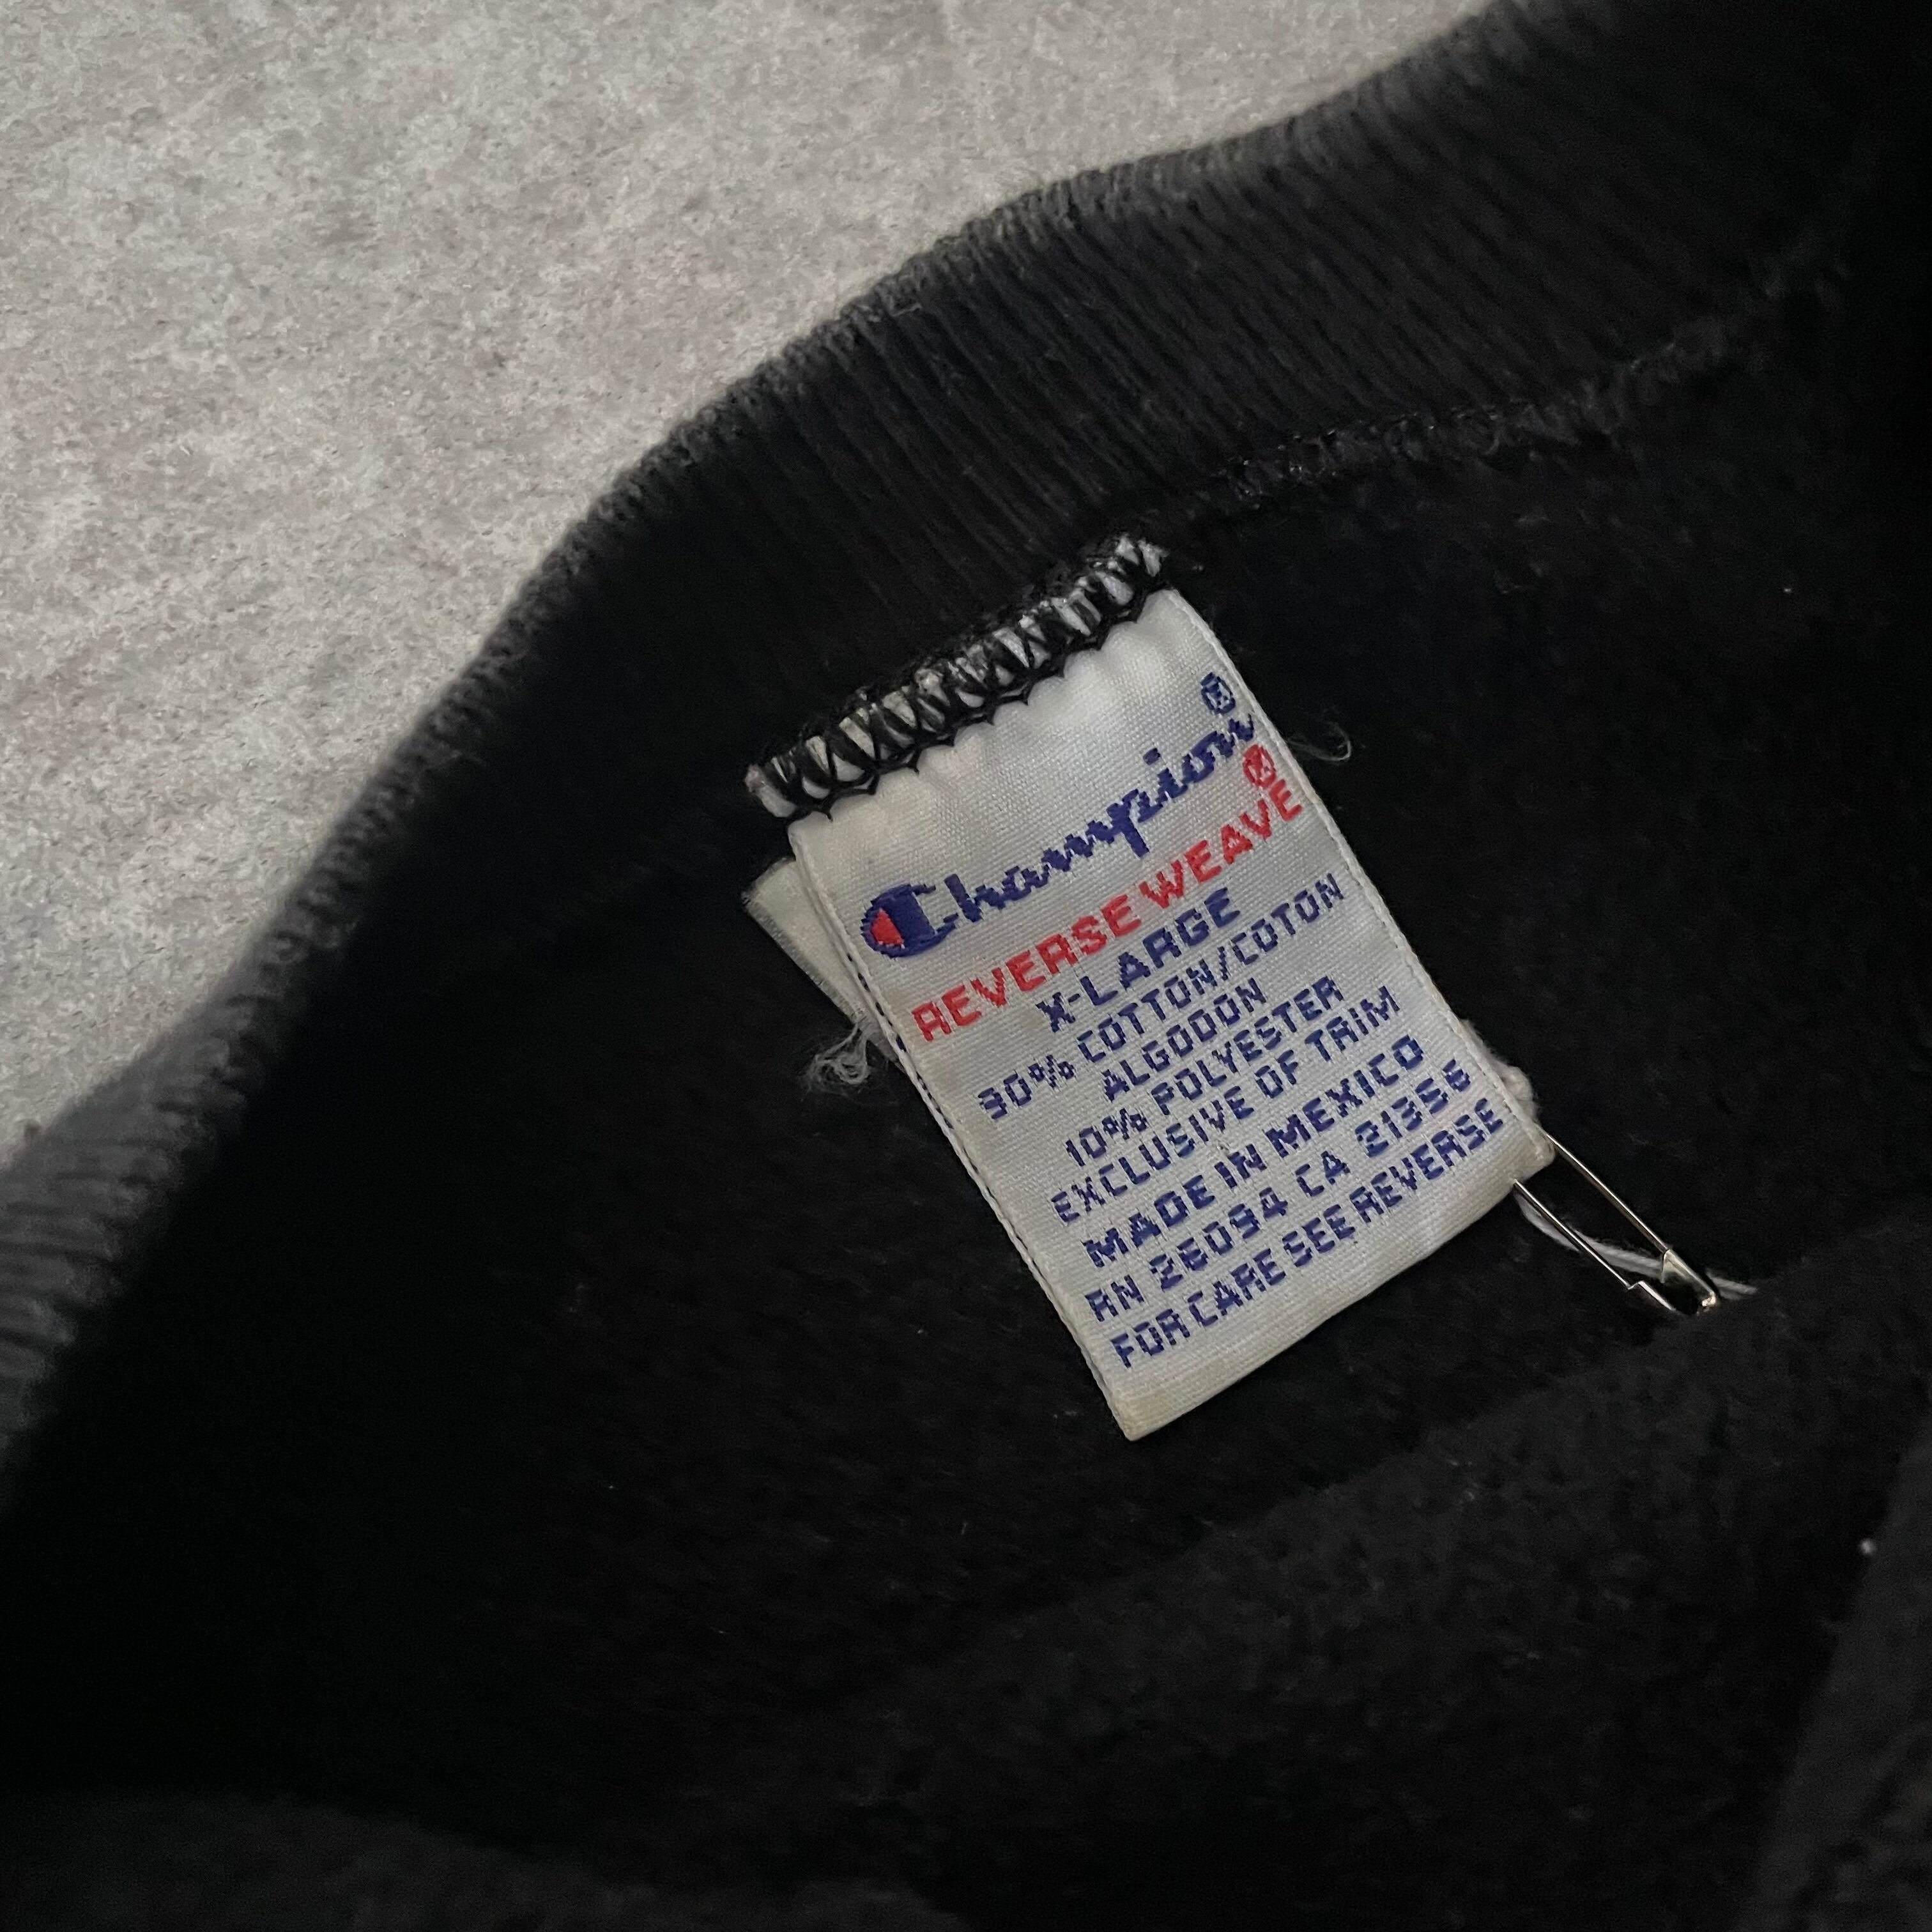 Champion®
REVERSE WEAVE®
X-LARGE
90% COTTON/COTON
ALGODON
10% POLYESTER
EXCLUSIVE OF TRIM
MADE IN MEXICO
RN 26094 CA 21356
FOR CARE SEE REVERSE